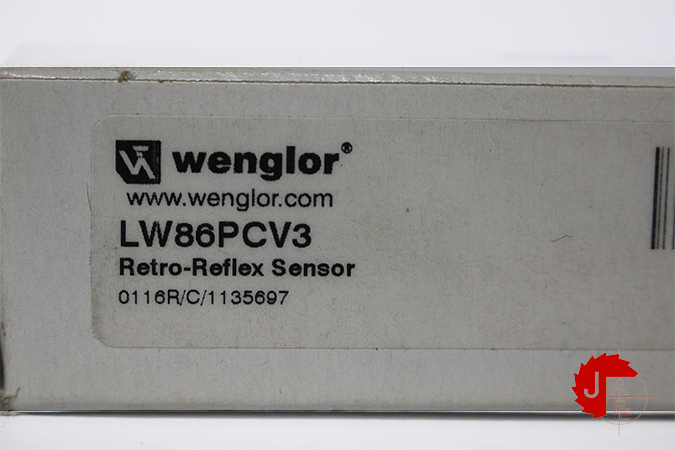 wenglor®
www.wenglor.com
LW86PCV3
Retro-Reflex Sensor
0116R/C/1135697
J